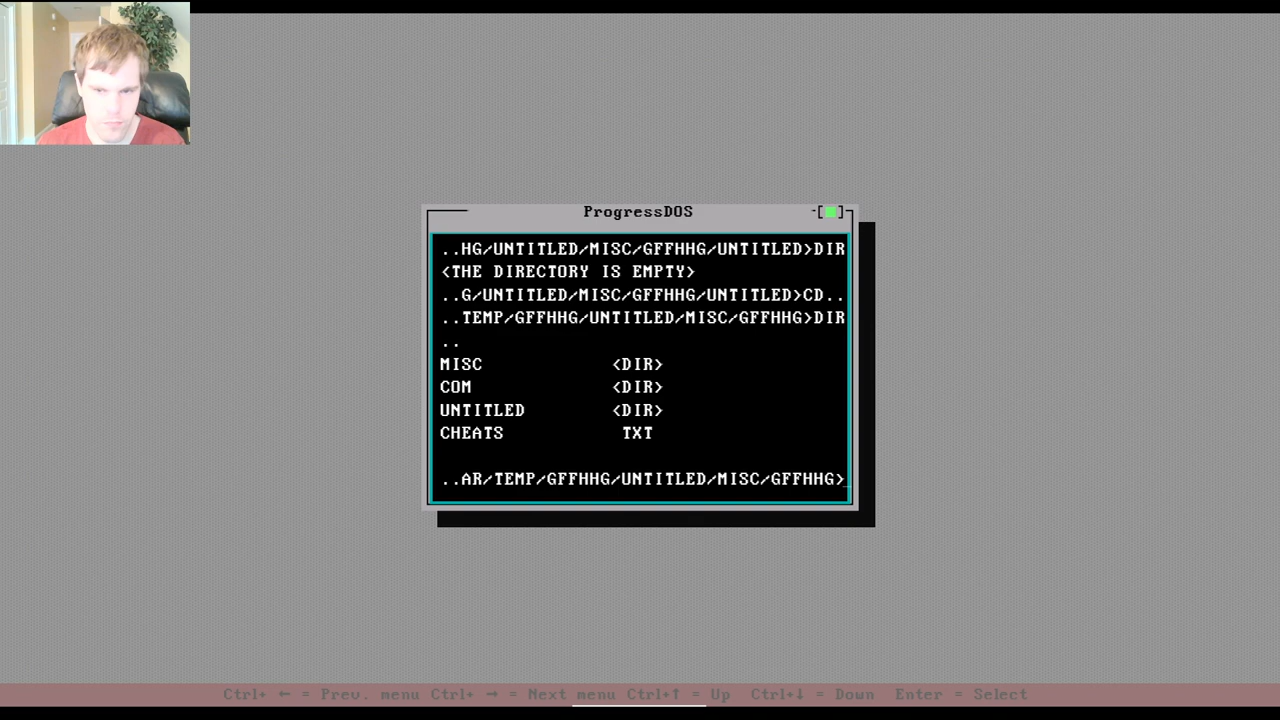 ProgressDOS
..HG/UNTITLED/MISC/GFFHHG/UNTITLED>DIR
<THE DIRECTORY IS EMPTY>
..G/UNTITLED/MISC/GFFHHG/UNTITLED>CD..
..TEMP/GFFHHG/UNTITLED/MISC/GFFHHG>DIR
..
MISC <DIR>
COM <DIR>
UNTITLED <DIR>
CHEATS TXT
..AR/TEMP/GFFHHG/UNTITLED/MISC/GFFHHG>_
Ctrl+ ← = Prev. menu Ctrl+ → = Next menu Ctrl+↑ = Up Ctrl+↓ = Down Enter = Select